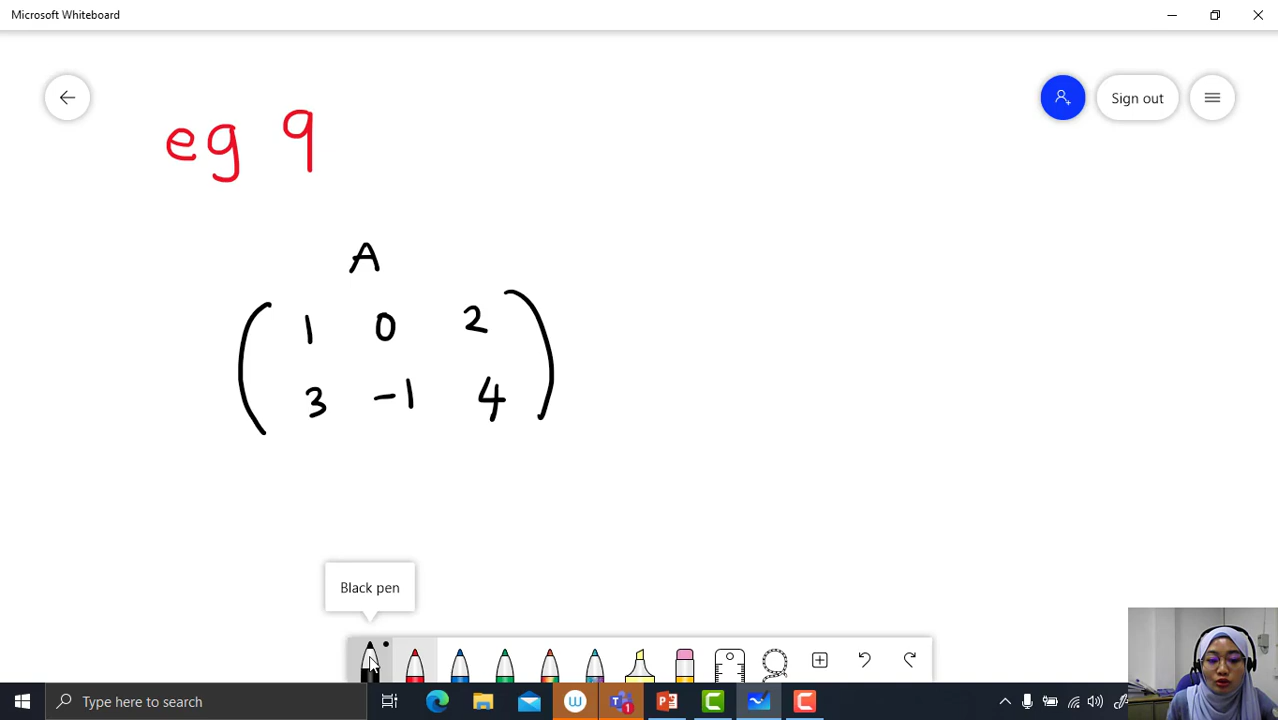 Microsoft Whiteboard
Sign out
eg 9
A
1 0 2
3 -1 4
Black pen
Type here to search